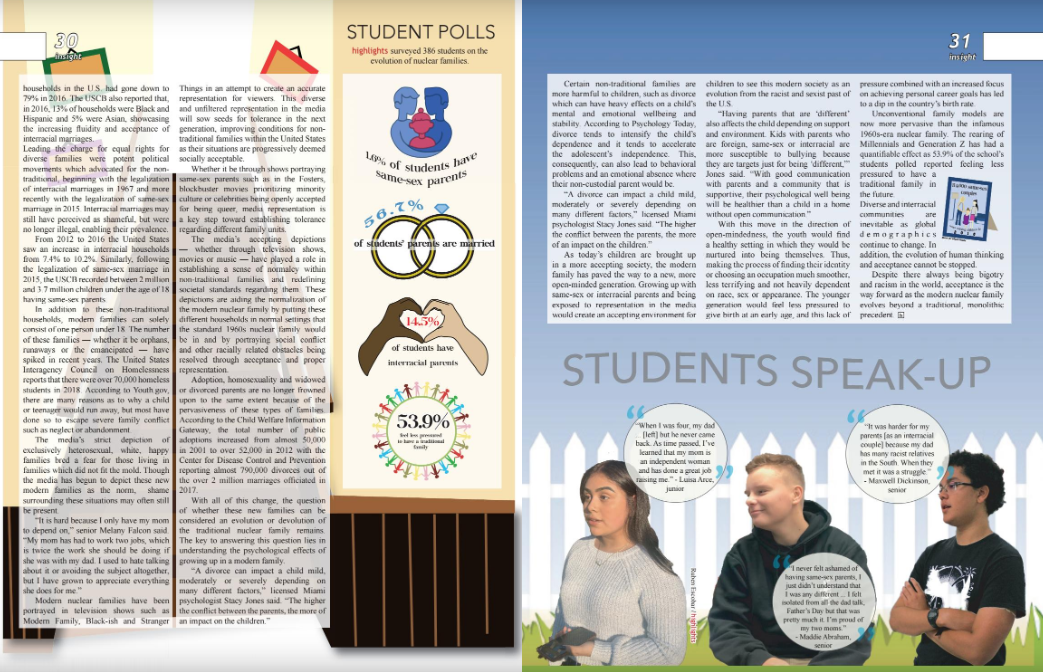 30
insight
households in the U.S. had gone down to
79% in 2016. The USCB also reported that,
in 2016, 13% of households were Black and
Hispanic and 5% were Asian, showcasing
the increasing fluidity and acceptance of
interracial marriages.
Leading the charge for equal rights for
diverse families were potent political
movements which advocated for the non-
traditional, beginning with the legalization
of interracial marriages in 1967 and more
recently with the legalization of same-sex
marriage in 2015. Interracial marriages may
still have perceived as shameful, but were
no longer illegal, enabling their prevalence.
From 2012 to 2016 the United States
saw an increase in interracial households
from 7.4% to 10.2%. Similarly, following
the legalization of same-sex marriage in
2015, the USCB recorded between 2 million
and 3.7 million children under the age of 18
having same-sex parents.
In addition to these non-traditional
households, modern families can solely
consist of one person under 18. The number
of these families — whether it be orphans,
runaways or the emancipated — have
spiked in recent years. The United States
Interagency Council on Homelessness
reports that there were over 70,000 homeless
students in 2018. According to Youth.gov,
there are many reasons as to why a child
or teenager would run away, but most have
done so to escape severe family conflict
such as neglect or abandonment.
The media's strict depiction of
exclusively heterosexual, white, happy
families bred a fear for those living in
families which did not fit the mold. Though
the media has begun to depict these new
modern families as the norm, shame
surrounding these situations may often still
be present.
"It is hard because I only have my mom
to depend on," senior Melany Falcon said.
"My mom has had to work two jobs, which
is twice the work she should be doing if
she was with my dad. I used to hate talking
about it or avoiding the subject altogether,
but I have grown to appreciate everything
she does for me."
Modern nuclear families have been
portrayed in television shows such as
Modern Family, Black-ish and Stranger
Things in an attempt to create an accurate
representation for viewers. This diverse
and unfiltered representation in the media
will sow seeds for tolerance in the next
generation, improving conditions for non-
traditional families within the United States
as their situations are progressively deemed
socially acceptable.
Whether it be through shows portraying
same-sex parents such as in the Fosters,
blockbuster movies prioritizing minority
culture or celebrities being openly accepted
for being queer, media representation is
a key step toward establishing tolerance
regarding different family units.
The media's accepting depictions
— whether through television shows,
movies or music — have played a role in
establishing a sense of normalcy within
non-traditional families and redefining
societal standards regarding them. These
depictions are aiding the normalization of
the modern nuclear family by putting these
different households in normal settings that
the standard 1960s nuclear family would
be in and by portraying social conflict
and other racially related obstacles being
resolved through acceptance and proper
representation.
Adoption, homosexuality and widowed
or divorced parents are no longer frowned
upon to the same extent because of the
pervasiveness of these types of families.
According to the Child Welfare Information
Gateway, the total number of public
adoptions increased from almost 50,000
in 2001 to over 52,000 in 2012 with the
Center for Disease Control and Prevention
reporting almost 790,000 divorces out of
the over 2 million marriages officiated in
2017.
With all of this change, the question
of whether these new families can be
considered an evolution or devolution of
the traditional nuclear family remains.
The key to answering this question lies in
understanding the psychological effects of
growing up in a modern family.
"A divorce can impact a child mild,
moderately or severely depending on
many different factors," licensed Miami
psychologist Stacy Jones said. "The higher
the conflict between the parents, the more of
an impact on the children."
STUDENT POLLS
highlights surveyed 386 students on the
evolution of nuclear families.
1.6% of students have
same-sex parents
56.7%
of students' parents are married
14.5%
of students have
interracial parents
53.9%
feel less pressured
to have a traditional
family
31
insight
Certain non-traditional families are
more harmful to children, such as divorce
which can have heavy effects on a child's
mental and emotional wellbeing and
stability. According to Psychology Today,
divorce tends to intensify the child's
dependence and it tends to accelerate
the adolescent's independence. This,
consequently, can also lead to behavioral
problems and an emotional absence where
their non-custodial parent would be.
"A divorce can impact a child mild,
moderately or severely depending on
many different factors," licensed Miami
psychologist Stacy Jones said. "The higher
the conflict between the parents, the more
of an impact on the children."
As today's children are brought up
in a more accepting society, the modern
family has paved the way to a new, more
open-minded generation. Growing up with
same-sex or interracial parents and being
exposed to representation in the media
would create an accepting environment for
children to see this modern society as an
evolution from the racist and sexist past of
the U.S.
"Having parents that are 'different'
also affects the child depending on support
and environment. Kids with parents who
are foreign, same-sex or interracial are
more susceptible to bullying because
they are targets just for being 'different,'"
Jones said. "With good communication
with parents and a community that is
supportive, their psychological well being
will be healthier than a child in a home
without open communication."
With this move in the direction of
open-mindedness, the youth would find
a healthy setting in which they would be
nurtured into being themselves. Thus,
making the process of finding their identity
or choosing an occupation much smoother,
less terrifying and not heavily dependent
on race, sex or appearance. The younger
generation would feel less pressured to
give birth at an early age, and this lack of
pressure combined with an increased focus
on achieving personal career goals has led
to a dip in the country's birth rate.
Unconventional family models are
now more pervasive than the infamous
1960s-era nuclear family. The rearing of
Millennials and Generation Z has had a
quantifiable effect as 53.9% of the school's
students polled reported feeling less
pressured to have a
traditional family in
the future.
Diverse and interracial
communities are
inevitable as global
demographics
continue to change. In
addition, the evolution of human thinking
and acceptance cannot be stopped.
Despite there always being bigotry
and racism in the world, acceptance is the
way forward as the modern nuclear family
evolves beyond a traditional, monolithic
precedent.
STUDENTS SPEAK-UP
"When I was four, my dad
[left] but he never came
back. As time passed, I've
learned that my mom is
an independent woman
and has done a great job
raising me." - Luisa Arce,
junior
"It was harder for my
parents [as an interracial
couple] because my dad
has many racist relatives
in the South. When they
met it was a struggle."
- Maxwell Dickinson,
senior
"I never felt ashamed of
having same-sex parents, I
just didn't understand that
I was any different ... I felt
isolated from all the dad talk,
Father's Day but that was
pretty much it. I'm proud of
my two moms."
- Maddie Abraham,
senior
Ruben Escobar / highlights